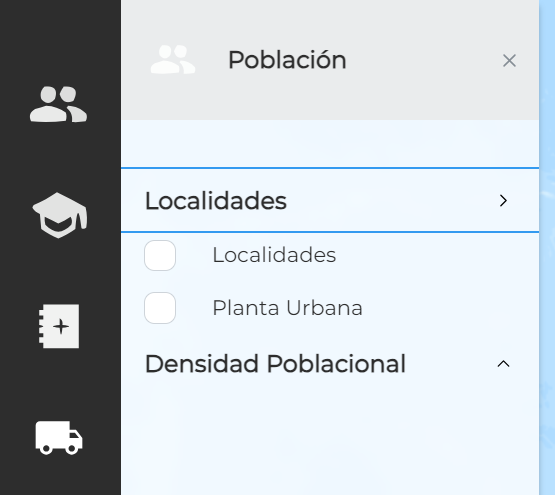 Población
Localidades
Localidades
Planta Urbana
Densidad Poblacional